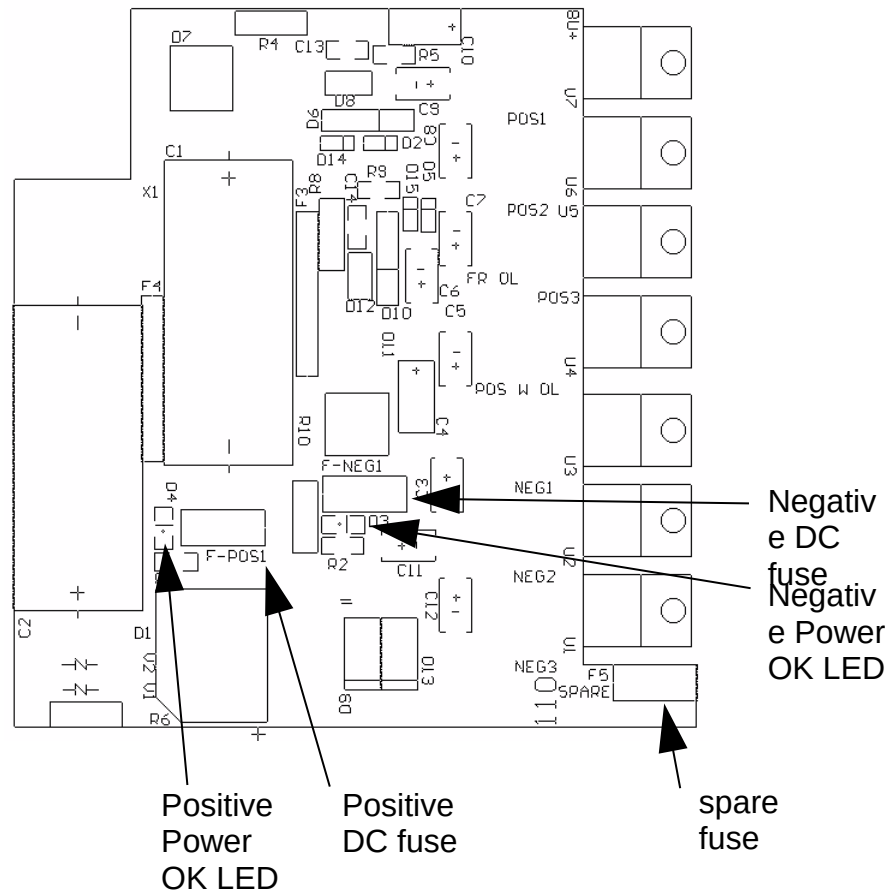 8U+
D7
R4
C13
R5
C10
D8
C9
U7
D6
POS1
C8
D14
D2
C1
D5
R9
D15
X1
R8
C14
U6
F3
C7
POS2 U5
FR OL
F4
C6
POS3
D12
D10
C5
D11
U4
POS W OL
R10
C4
F-NEG1
U3
D4
C3
NEG1
D3
F-POS1
R2
C11
U2
NEG2
C12
C2
D1
U1
V2
V1
D13
NEG3
F5
SPARE
D9
110
R6
Negativ
e DC
fuse
Negativ
e Power
OK LED
Positive
Power
OK LED
Positive
DC fuse
spare
fuse